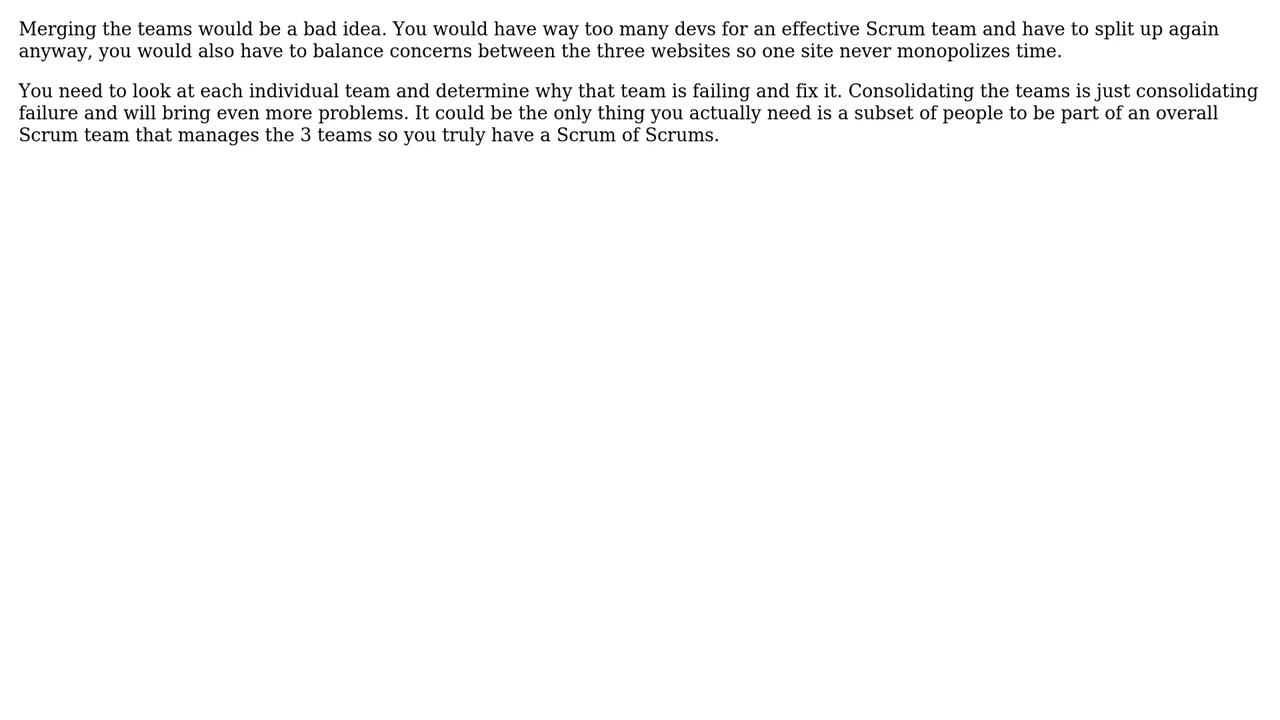 Merging the teams would be a bad idea. You would have way too many devs for an effective Scrum team and have to split up again
anyway, you would also have to balance concerns between the three websites so one site never monopolizes time.
You need to look at each individual team and determine why that team is failing and fix it. Consolidating the teams is just consolidating
failure and will bring even more problems. It could be the only thing you actually need is a subset of people to be part of an overall
Scrum team that manages the 3 teams so you truly have a Scrum of Scrums.